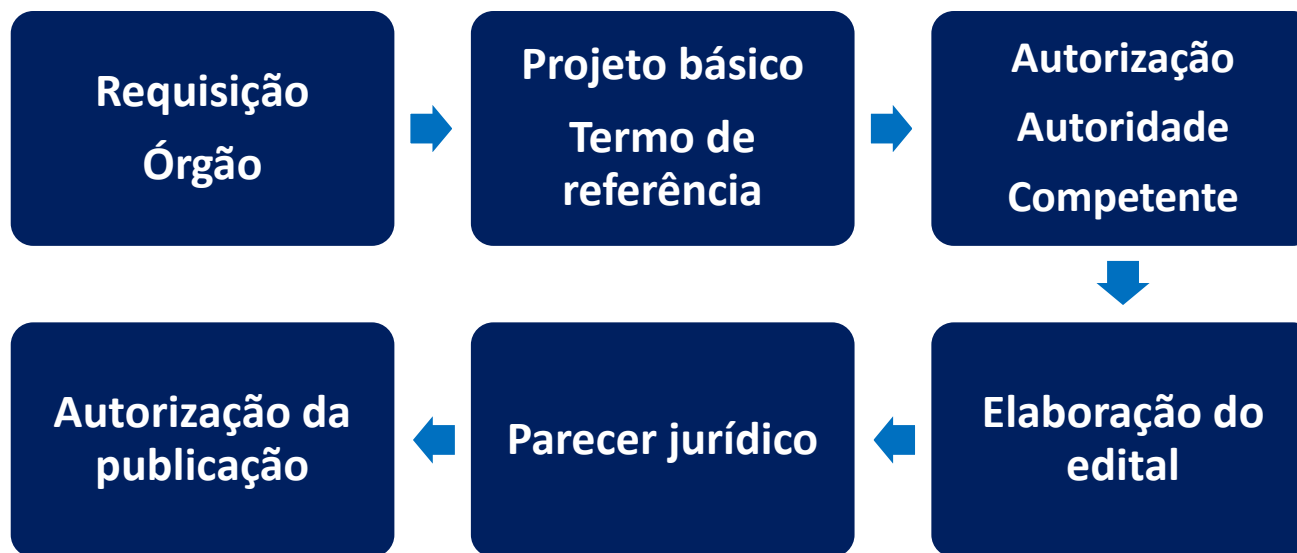 Requisição
Órgão
Projeto básico
Termo de
referência
Autorização
Autoridade
Competente
Elaboração do
edital
Parecer jurídico
Autorização da
publicação